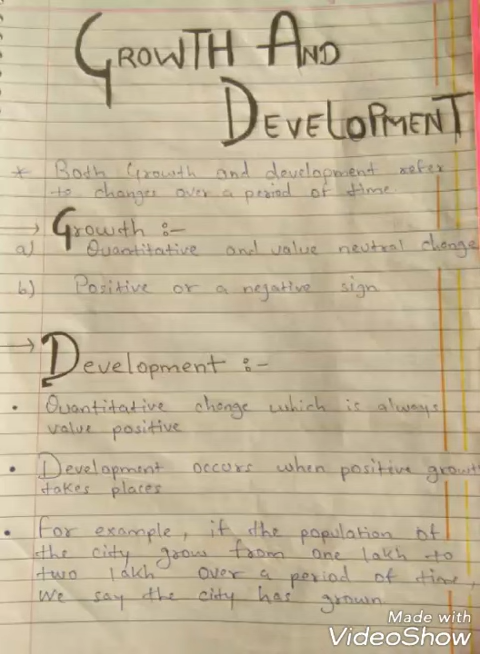 GROWTH AND
DEVELOPMENT
* Both Growth and development refer
to changes over a period of time.
→ Growth :-
a) Quantitative and value neutral change
b) Positive or a negative sign
→ Development :-
• Quantitative change which is always
value positive
• Development occurs when positive growth
takes places
• For example, if the population of
the city grow from one lakh to
two lakh over a period of time,
we say the city has grown
Made with
VideoShow